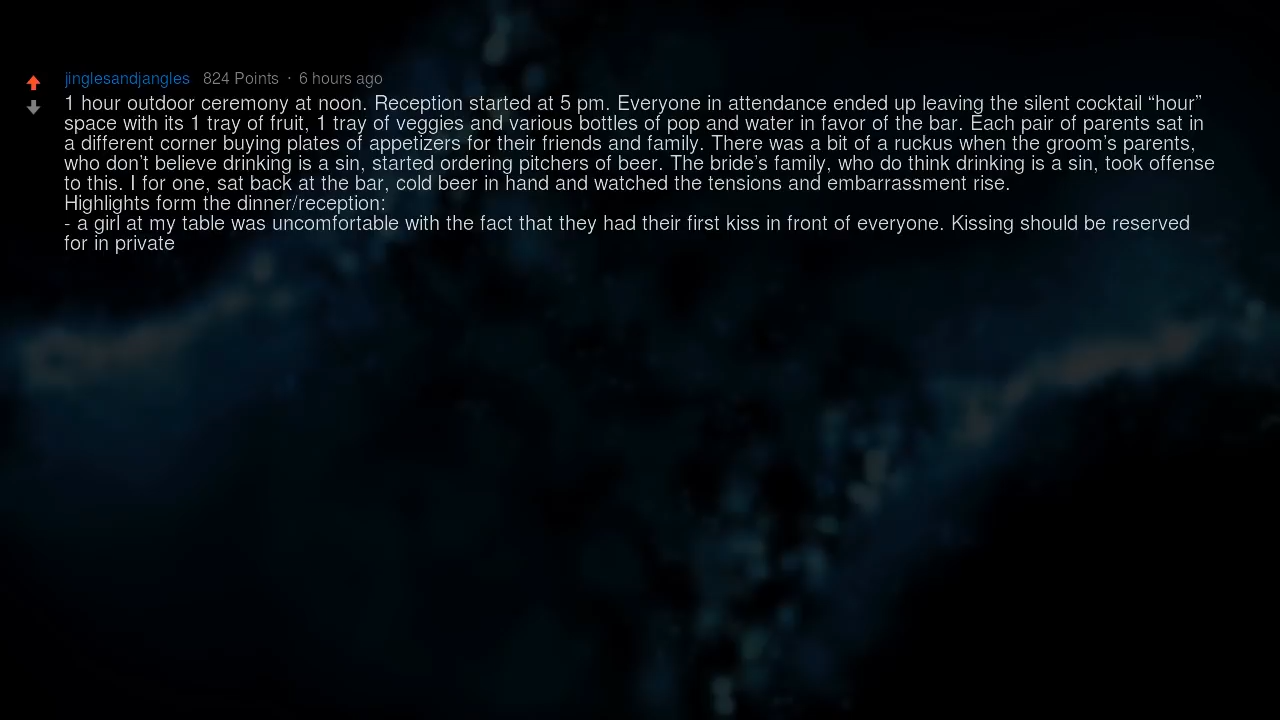 jinglesandjangles 824 Points · 6 hours ago
1 hour outdoor ceremony at noon. Reception started at 5 pm. Everyone in attendance ended up leaving the silent cocktail “hour”
space with its 1 tray of fruit, 1 tray of veggies and various bottles of pop and water in favor of the bar. Each pair of parents sat in
a different corner buying plates of appetizers for their friends and family. There was a bit of a ruckus when the groom’s parents,
who don’t believe drinking is a sin, started ordering pitchers of beer. The bride’s family, who do think drinking is a sin, took offense
to this. I for one, sat back at the bar, cold beer in hand and watched the tensions and embarrassment rise.
Highlights form the dinner/reception:
- a girl at my table was uncomfortable with the fact that they had their first kiss in front of everyone. Kissing should be reserved
for in private